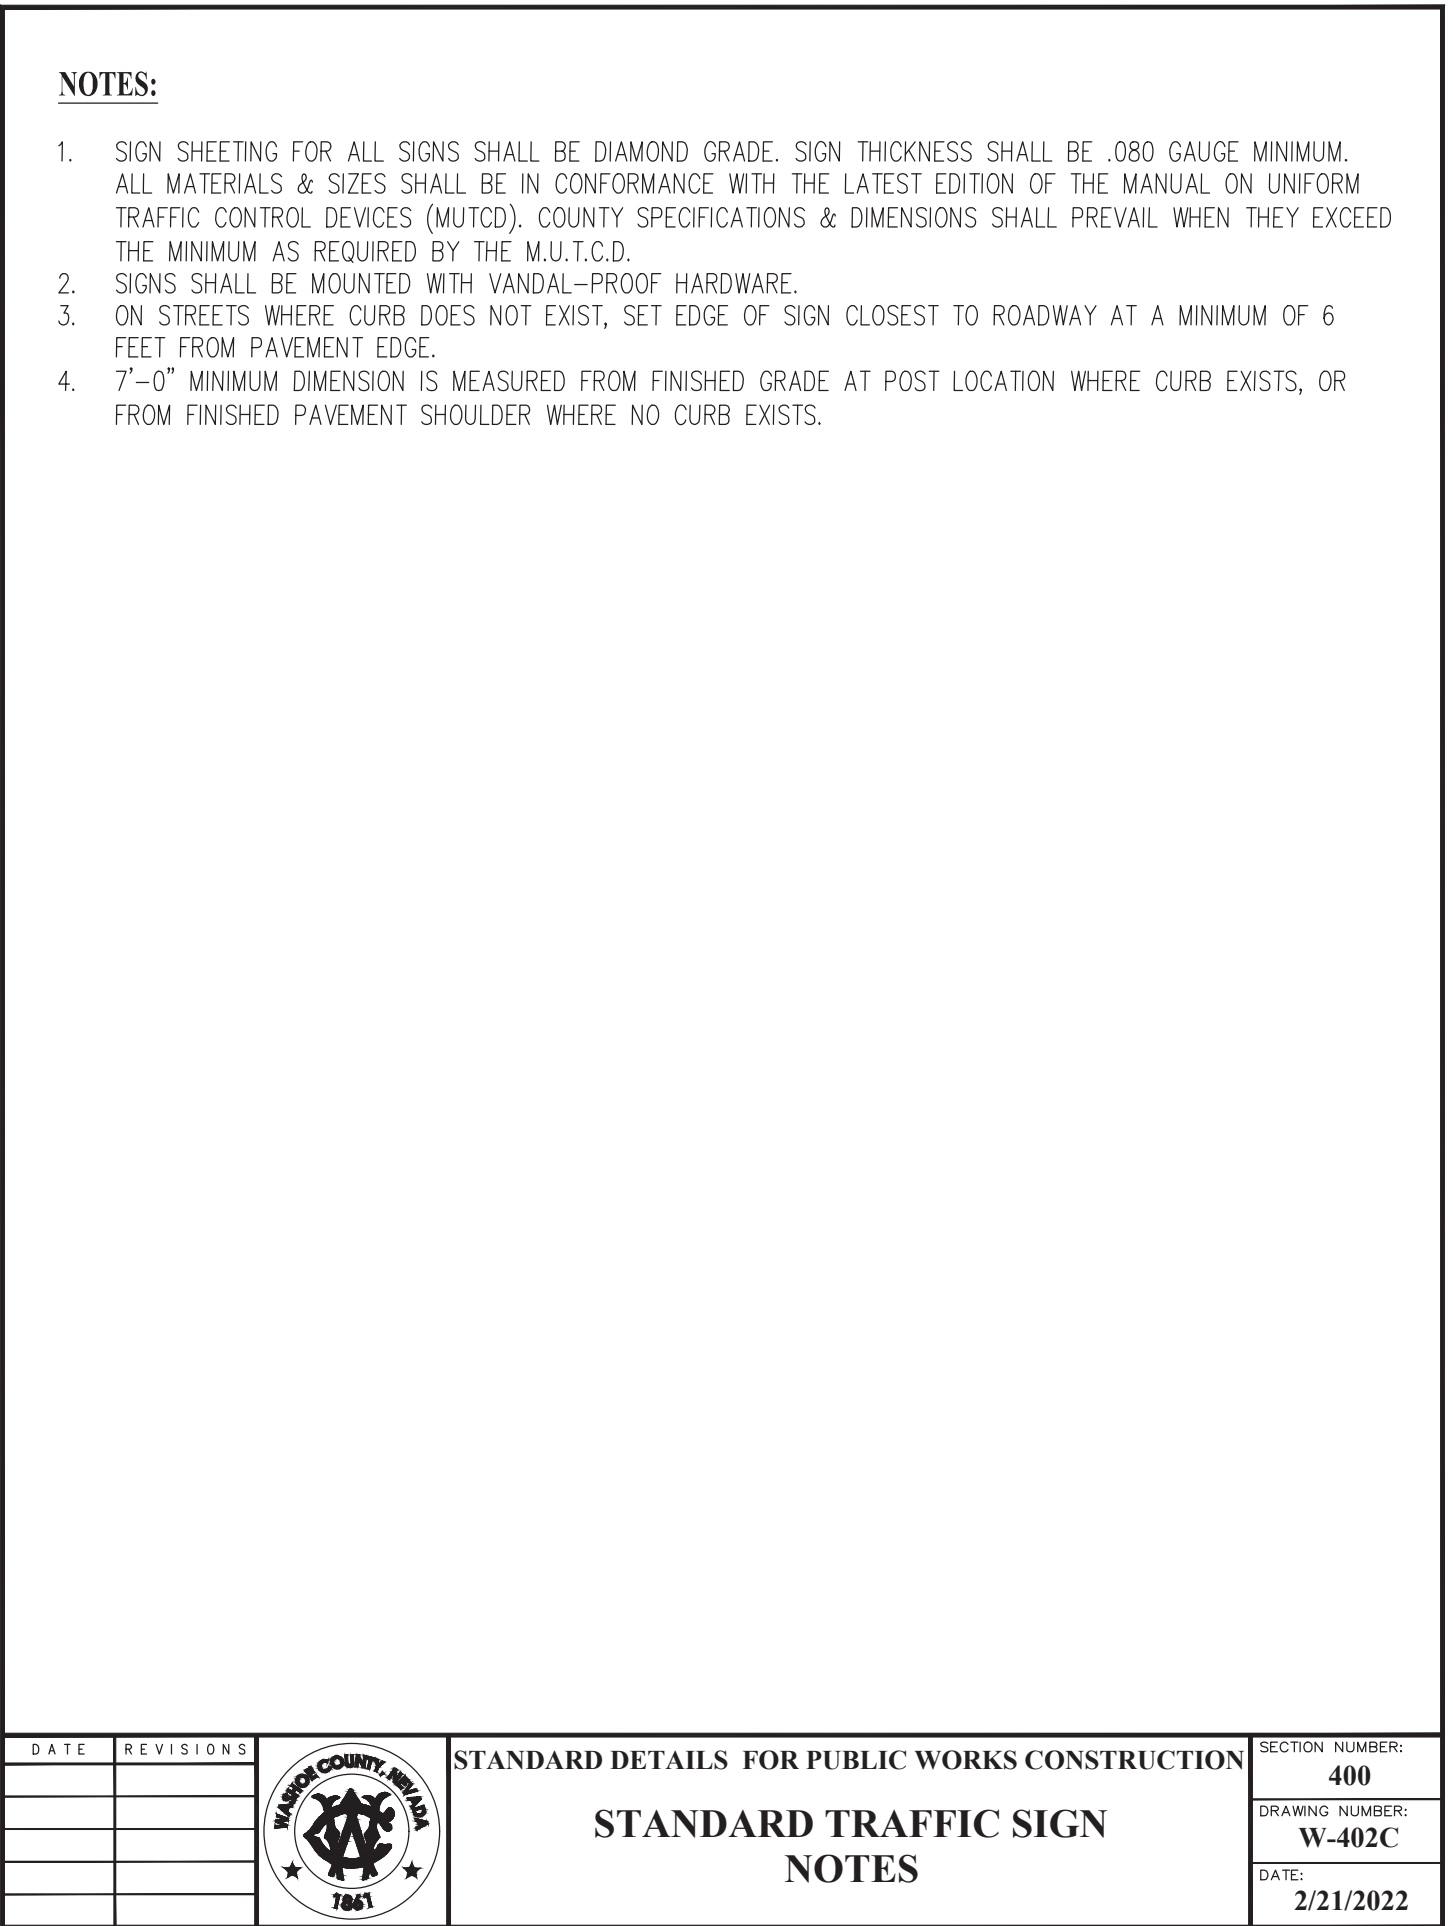 NOTES:
1. SIGN SHEETING FOR ALL SIGNS SHALL BE DIAMOND GRADE. SIGN THICKNESS SHALL BE .080 GAUGE MINIMUM.
ALL MATERIALS & SIZES SHALL BE IN CONFORMANCE WITH THE LATEST EDITION OF THE MANUAL ON UNIFORM
TRAFFIC CONTROL DEVICES (MUTCD). COUNTY SPECIFICATIONS & DIMENSIONS SHALL PREVAIL WHEN THEY EXCEED
THE MINIMUM AS REQUIRED BY THE M.U.T.C.D.
2. SIGNS SHALL BE MOUNTED WITH VANDAL-PROOF HARDWARE.
3. ON STREETS WHERE CURB DOES NOT EXIST, SET EDGE OF SIGN CLOSEST TO ROADWAY AT A MINIMUM OF 6
FEET FROM PAVEMENT EDGE.
4. 7'-0" MINIMUM DIMENSION IS MEASURED FROM FINISHED GRADE AT POST LOCATION WHERE CURB EXISTS, OR
FROM FINISHED PAVEMENT SHOULDER WHERE NO CURB EXISTS.
DATE REVISIONS
WASHOE COUNTY, NEVADA
1861
STANDARD DETAILS FOR PUBLIC WORKS CONSTRUCTION
STANDARD TRAFFIC SIGN
NOTES
SECTION NUMBER:
400
DRAWING NUMBER:
W-402C
DATE:
2/21/2022